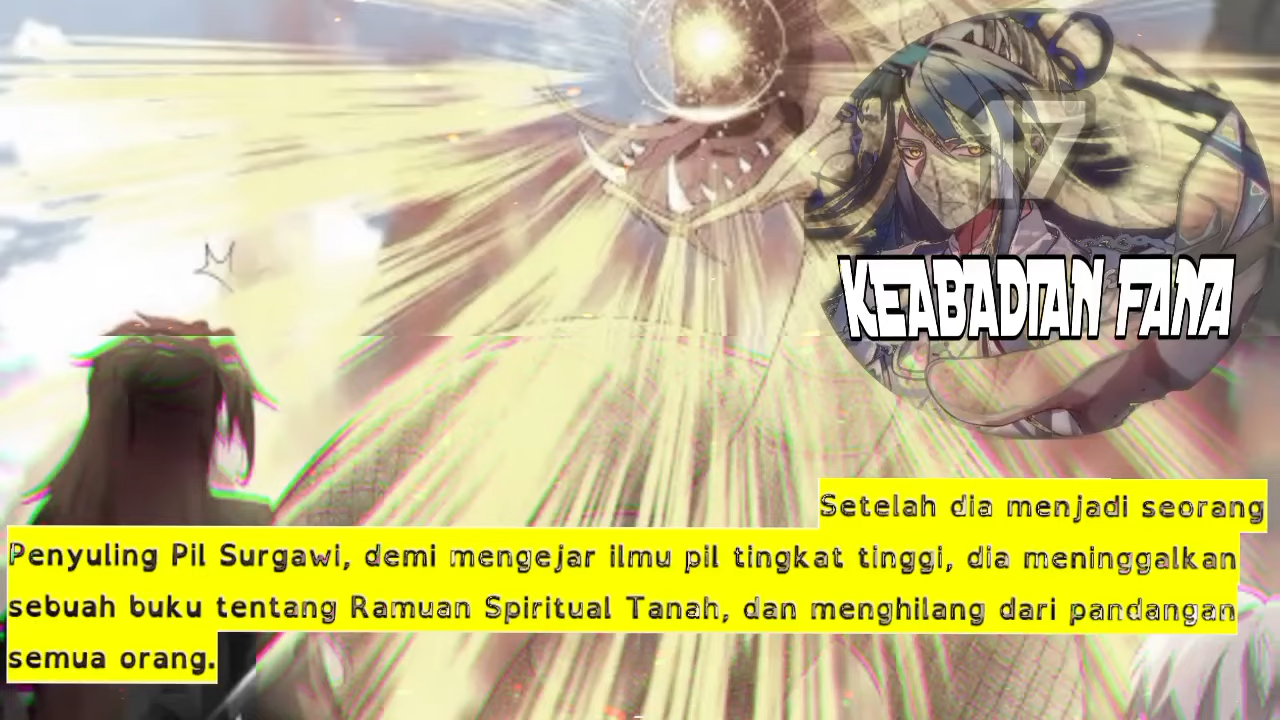 17
KEABADIAN FANA
Setelah dia menjadi seorang
Penyuling Pil Surgawi, demi mengejar ilmu pil tingkat tinggi, dia meninggalkan
sebuah buku tentang Ramuan Spiritual Tanah, dan menghilang dari pandangan
semua orang.